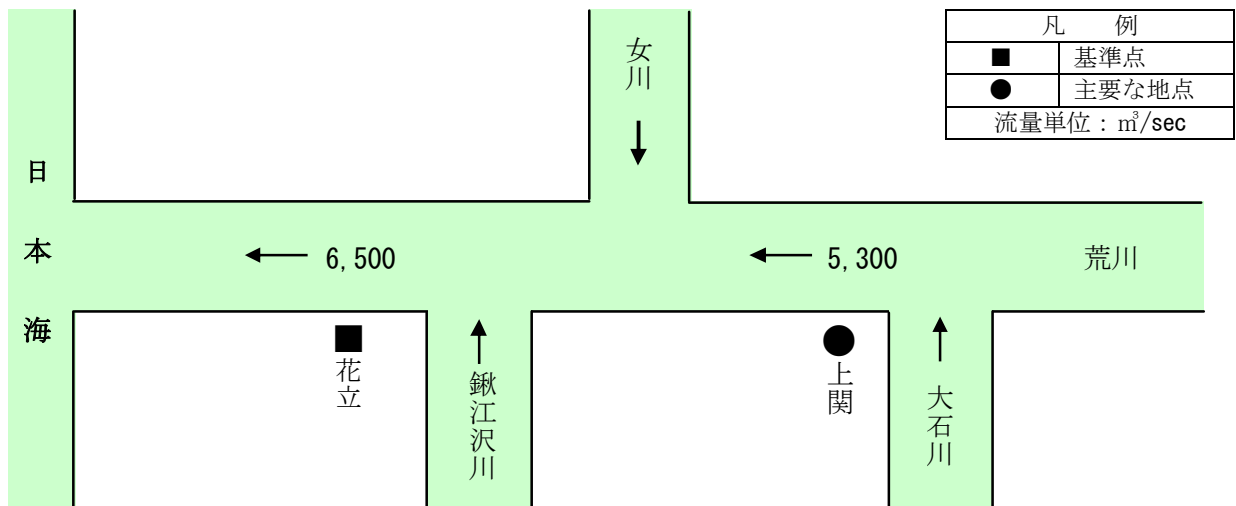 凡 例
■ 基準点
● 主要な地点
流量単位：㎥/sec
女川
日本海
6,500
5,300
荒川
花立
鍬江沢川
上関
大石川